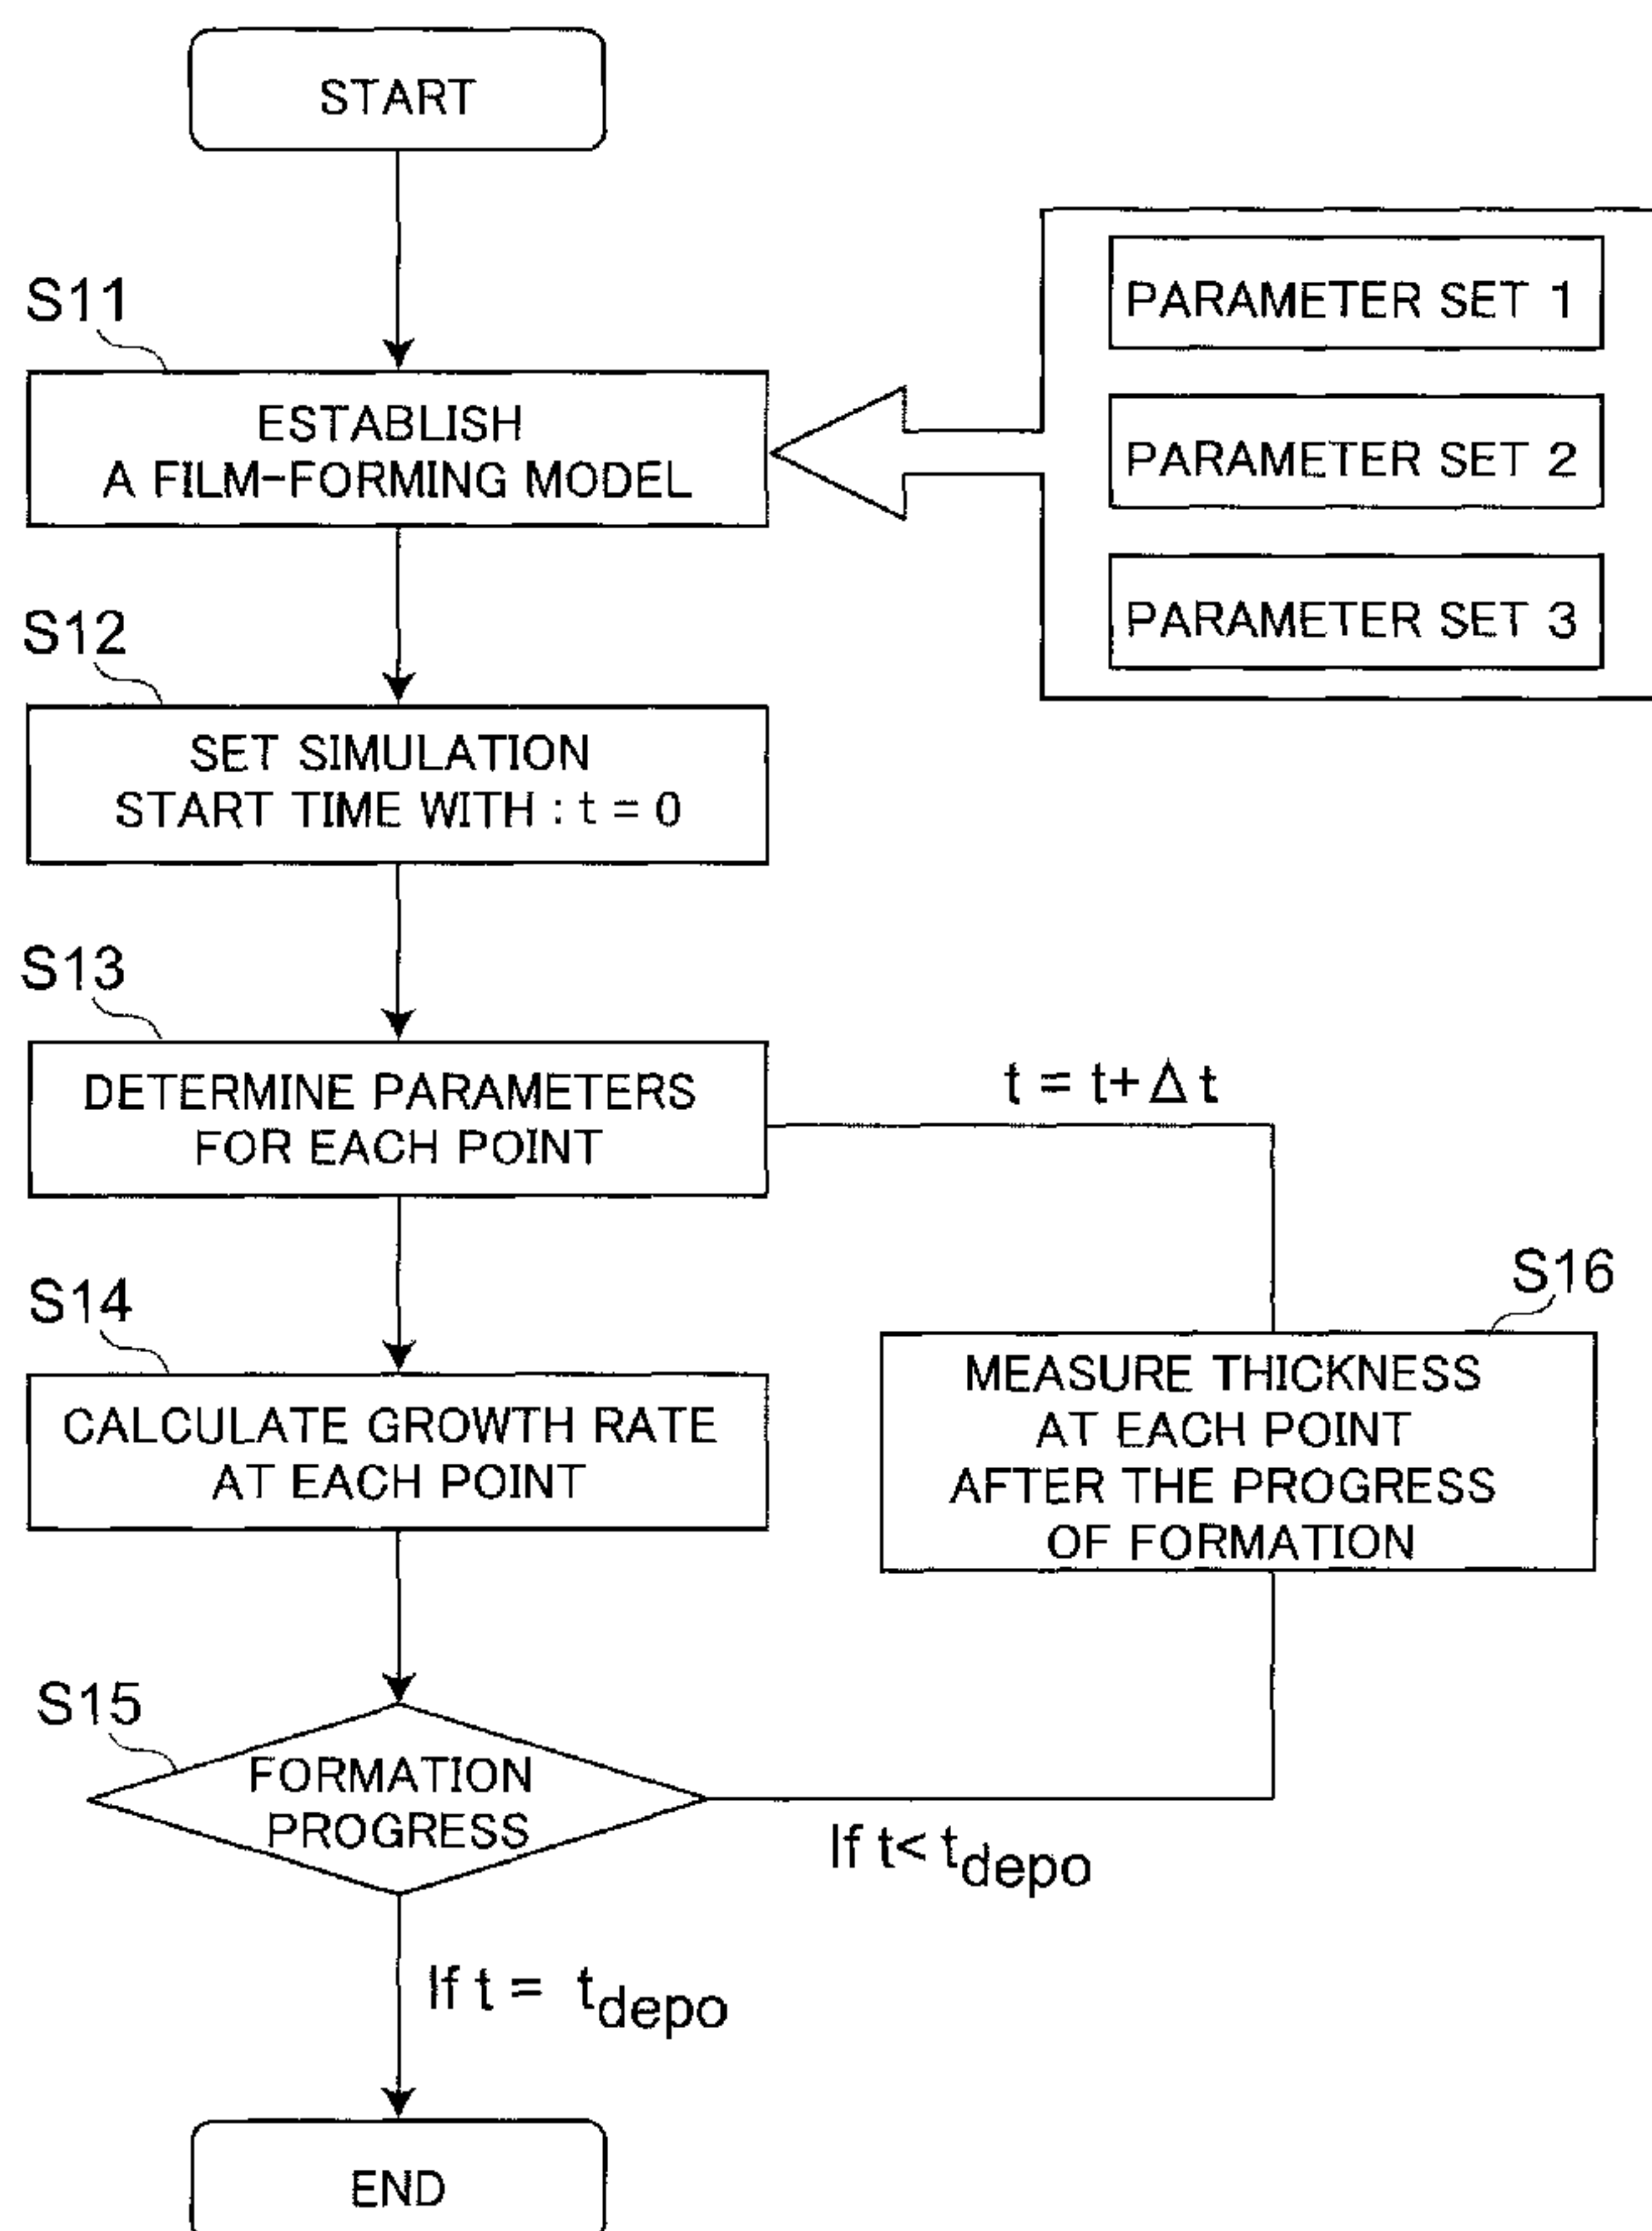 START
S11
ESTABLISH
A FILM-FORMING MODEL
PARAMETER SET 1
PARAMETER SET 2
PARAMETER SET 3
S12
SET SIMULATION
START TIME WITH : t = 0
S13
DETERMINE PARAMETERS
FOR EACH POINT
t = t+Δt
S14
CALCULATE GROWTH RATE
AT EACH POINT
S16
MEASURE THICKNESS
AT EACH POINT
AFTER THE PROGRESS
OF FORMATION
S15
FORMATION
PROGRESS
If t< tdepo
If t = tdepo
END